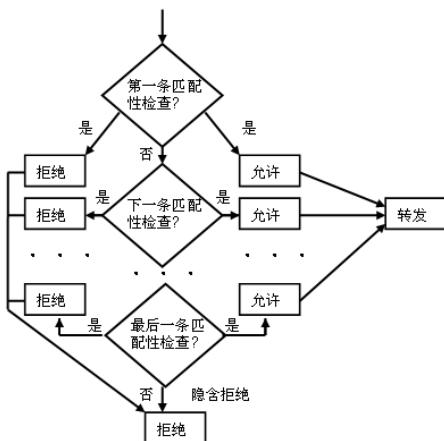 第一条匹配
性检查?
是
是
否
拒绝
允许
是
是
拒绝
下一条匹配
性检查?
允许
转发
· · ·
· · ·
· · ·
拒绝
允许
是
最后一条匹
配性检查?
是
否
隐含拒绝
拒绝